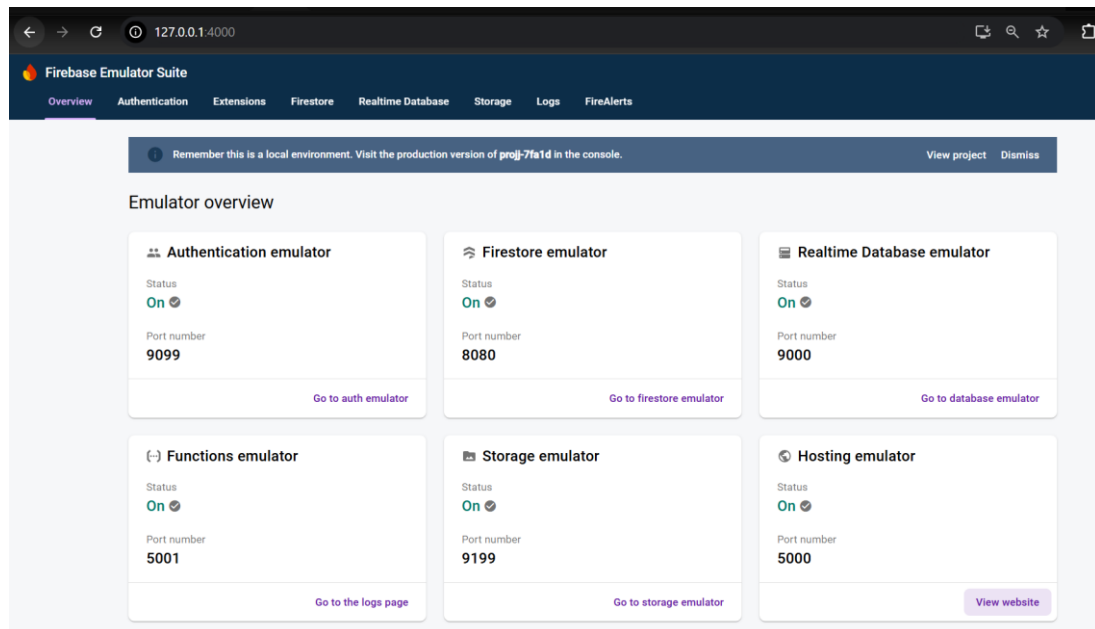 127.0.0.1:4000
Firebase Emulator Suite
Overview Authentication Extensions Firestore Realtime Database Storage Logs FireAlerts
Remember this is a local environment. Visit the production version of projj-7fa1d in the console. View project Dismiss
Emulator overview
Authentication emulator
Status
On
Port number
9099
Go to auth emulator
Firestore emulator
Status
On
Port number
8080
Go to firestore emulator
Realtime Database emulator
Status
On
Port number
9000
Go to database emulator
Functions emulator
Status
On
Port number
5001
Go to the logs page
Storage emulator
Status
On
Port number
9199
Go to storage emulator
Hosting emulator
Status
On
Port number
5000
View website